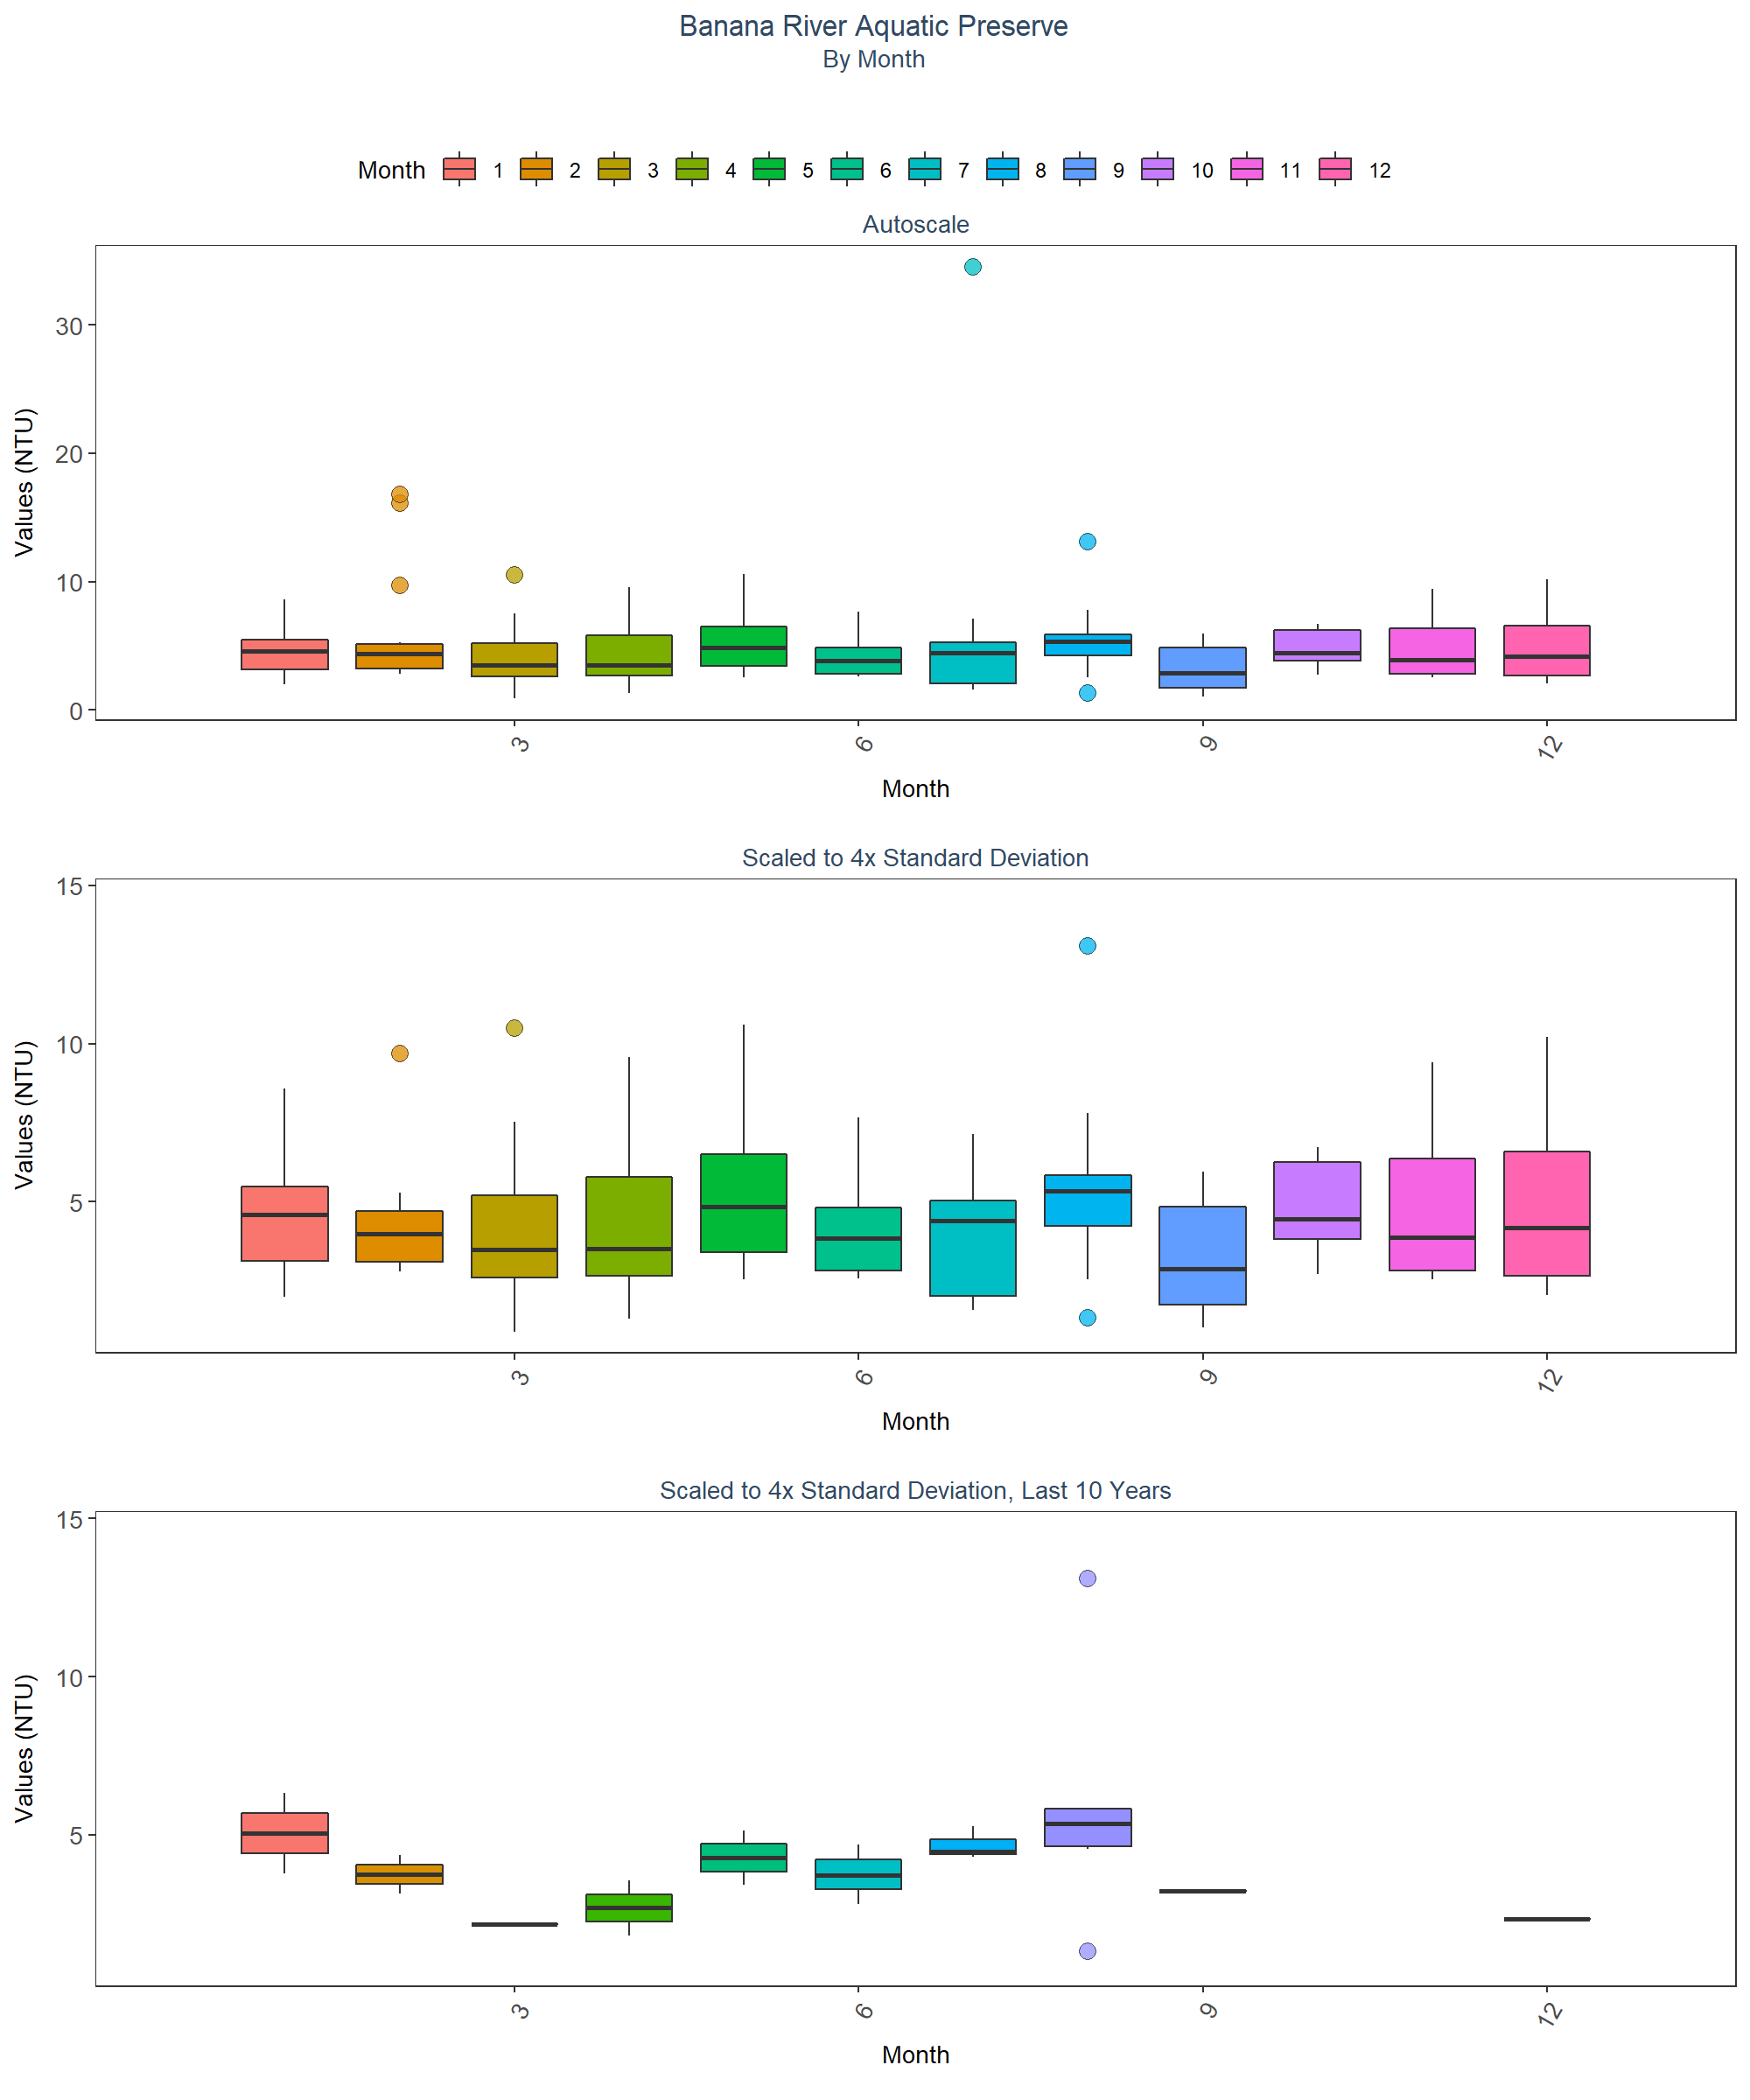 Banana River Aquatic Preserve
By Month
Month 1 2 3 4 5 6 7 8 9 10 11 12
Autoscale
Values (NTU)
30
20
10
0
3 6 9 12
Month
Scaled to 4x Standard Deviation
Values (NTU)
15
10
5
3 6 9 12
Month
Scaled to 4x Standard Deviation, Last 10 Years
Values (NTU)
15
10
5
3 6 9 12
Month